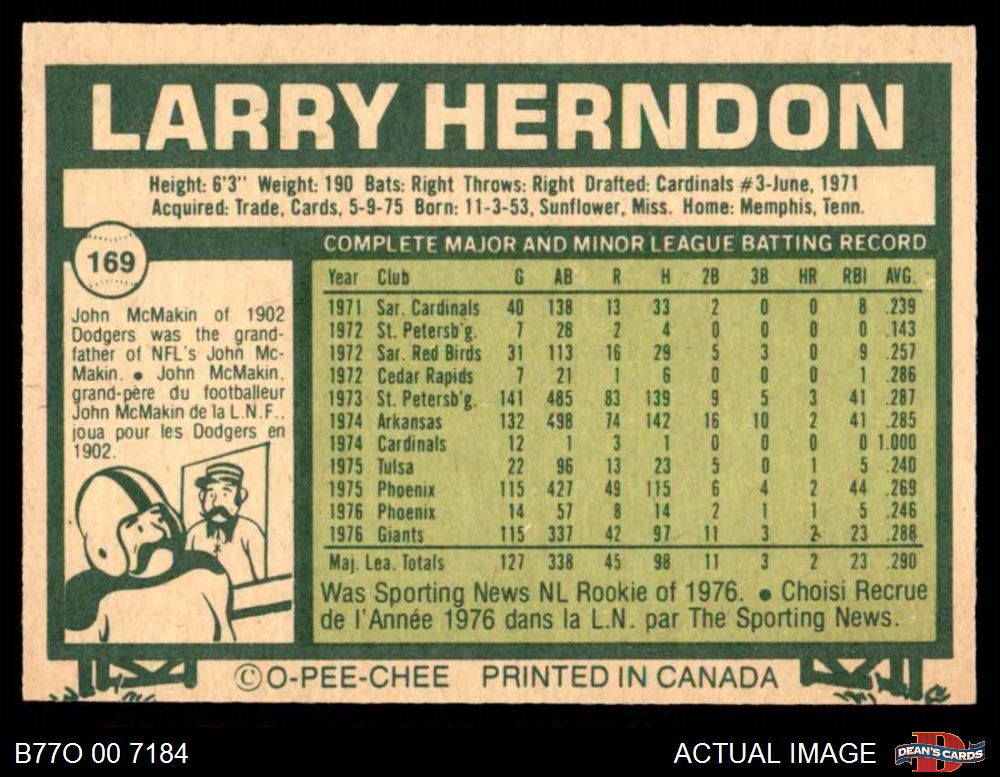 LARRY HERNDON
Height: 6'3" Weight: 190 Bats: Right Throws: Right Drafted: Cardinals #3-June, 1971
Acquired: Trade, Cards, 5-9-75 Born: 11-3-53, Sunflower, Miss. Home: Memphis, Tenn.
169
John McMakin of 1902
Dodgers was the grand-
father of NFL's John Mc-
Makin. ● John McMakin,
grand-père du footballeur
John McMakin de la L.N.F.,
joua pour les Dodgers en
1902.
COMPLETE MAJOR AND MINOR LEAGUE BATTING RECORD
Year Club G AB R H 2B 3B HR RBI AVG.
1971 Sar. Cardinals 40 138 13 33 2 0 0 8 .239
1972 St. Petersb'g. 7 28 2 4 0 0 0 0 .143
1972 Sar. Red Birds 31 113 16 29 5 3 0 9 .257
1972 Cedar Rapids 7 21 1 6 0 0 0 1 .286
1973 St. Petersb'g. 141 485 83 139 9 5 3 41 .287
1974 Arkansas 132 498 74 142 16 10 2 41 .285
1974 Cardinals 12 1 3 1 0 0 0 0 1.000
1975 Tulsa 22 96 13 23 5 0 1 5 .240
1975 Phoenix 115 427 49 115 6 4 2 44 .269
1976 Phoenix 14 57 8 14 2 1 1 5 .246
1976 Giants 115 337 42 97 11 3 2 23 .288
Maj. Lea. Totals 127 338 45 98 11 3 2 23 .290
Was Sporting News NL Rookie of 1976. ● Choisi Recrue
de l'Année 1976 dans la L.N. par The Sporting News.
©O-PEE-CHEE PRINTED IN CANADA
B77O 00 7184
ACTUAL IMAGE
D
DEAN'S CARDS